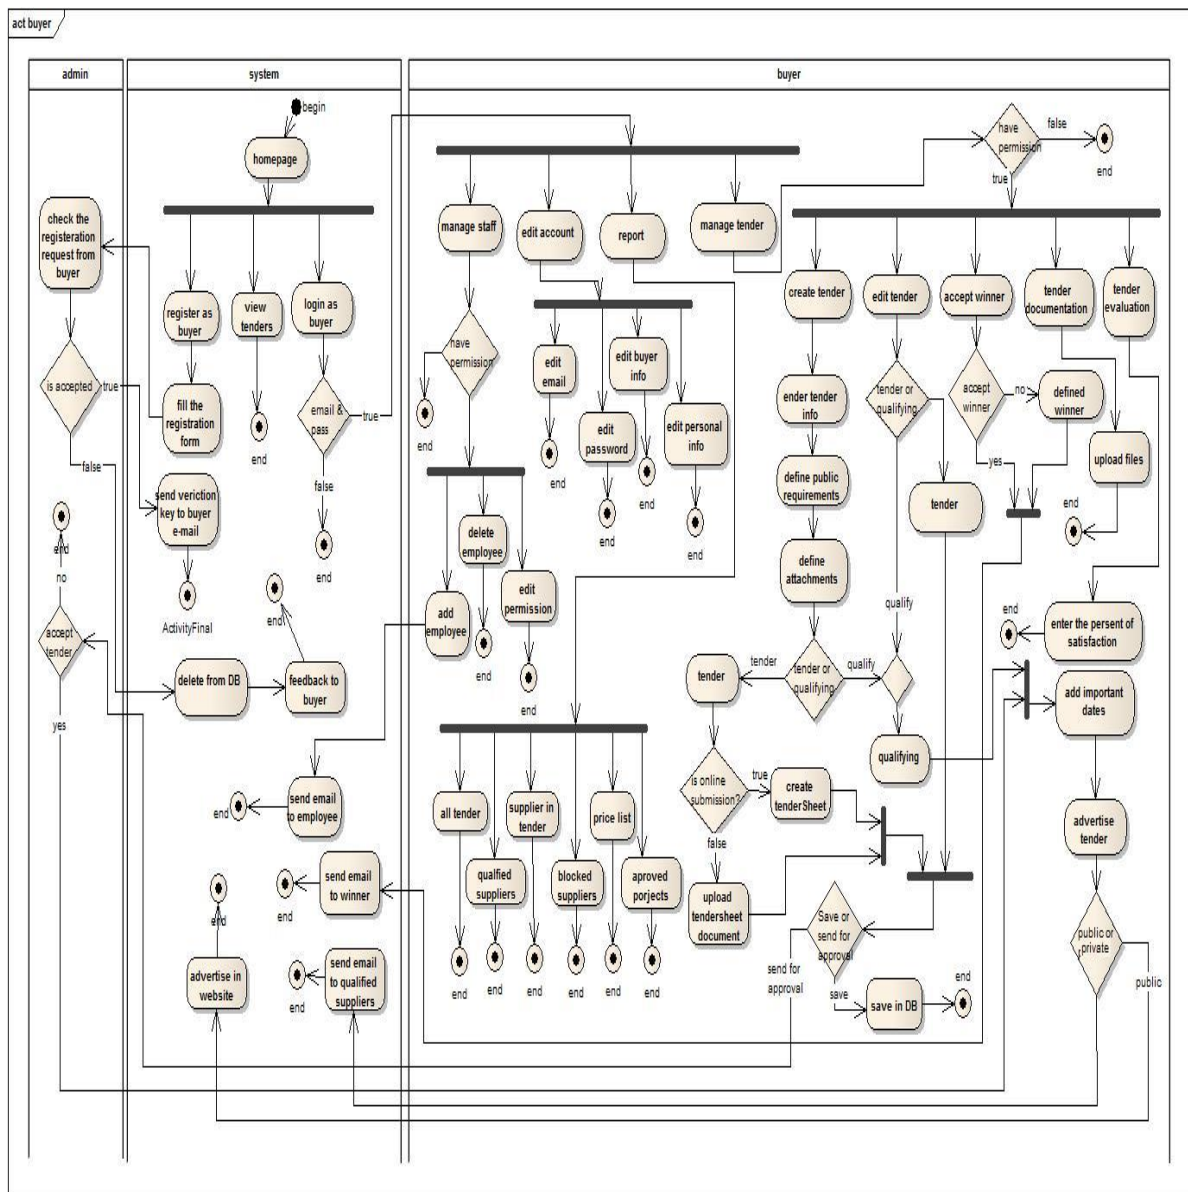 act buyer
admin
system
buyer
begin
homepage
check the
registeration
request from
buyer
register as
buyer
view
tenders
login as
buyer
is accepted
true
false
fill the
registration
form
end
email &
pass
true
false
end
send veriction
key to buyer
e-mail
ActivityFinal
end
no
accept
tender
yes
delete from DB
feedback to
buyer
end
send email
to employee
end
send email
to winner
end
advertise in
website
end
send email
to qualified
suppliers
end
manage staff
edit account
report
manage tender
have
permission
end
edit
email
end
edit
password
end
edit buyer
info
end
edit personal
info
end
add
employee
delete
employee
end
edit
permission
end
all tender
end
qualfied
suppliers
end
supplier in
tender
end
blocked
suppliers
end
price list
end
aproved
porjects
end
have
permission
false
end
true
create tender
edit tender
accept winner
tender
documentation
tender
evaluation
ender tender
info
define public
requirements
define
attachments
tender or
qualifying
tender
qualify
tender or
qualifying
tender
qualify
accept
winner
no
yes
defined
winner
upload files
end
enter the persent of
satisfaction
end
tender
is online
submission?
true
false
create
tenderSheet
upload
tendersheet
document
qualifying
add important
dates
advertise
tender
public or
private
public
Save or
send for
approval
send for
approval
save
save in DB
end